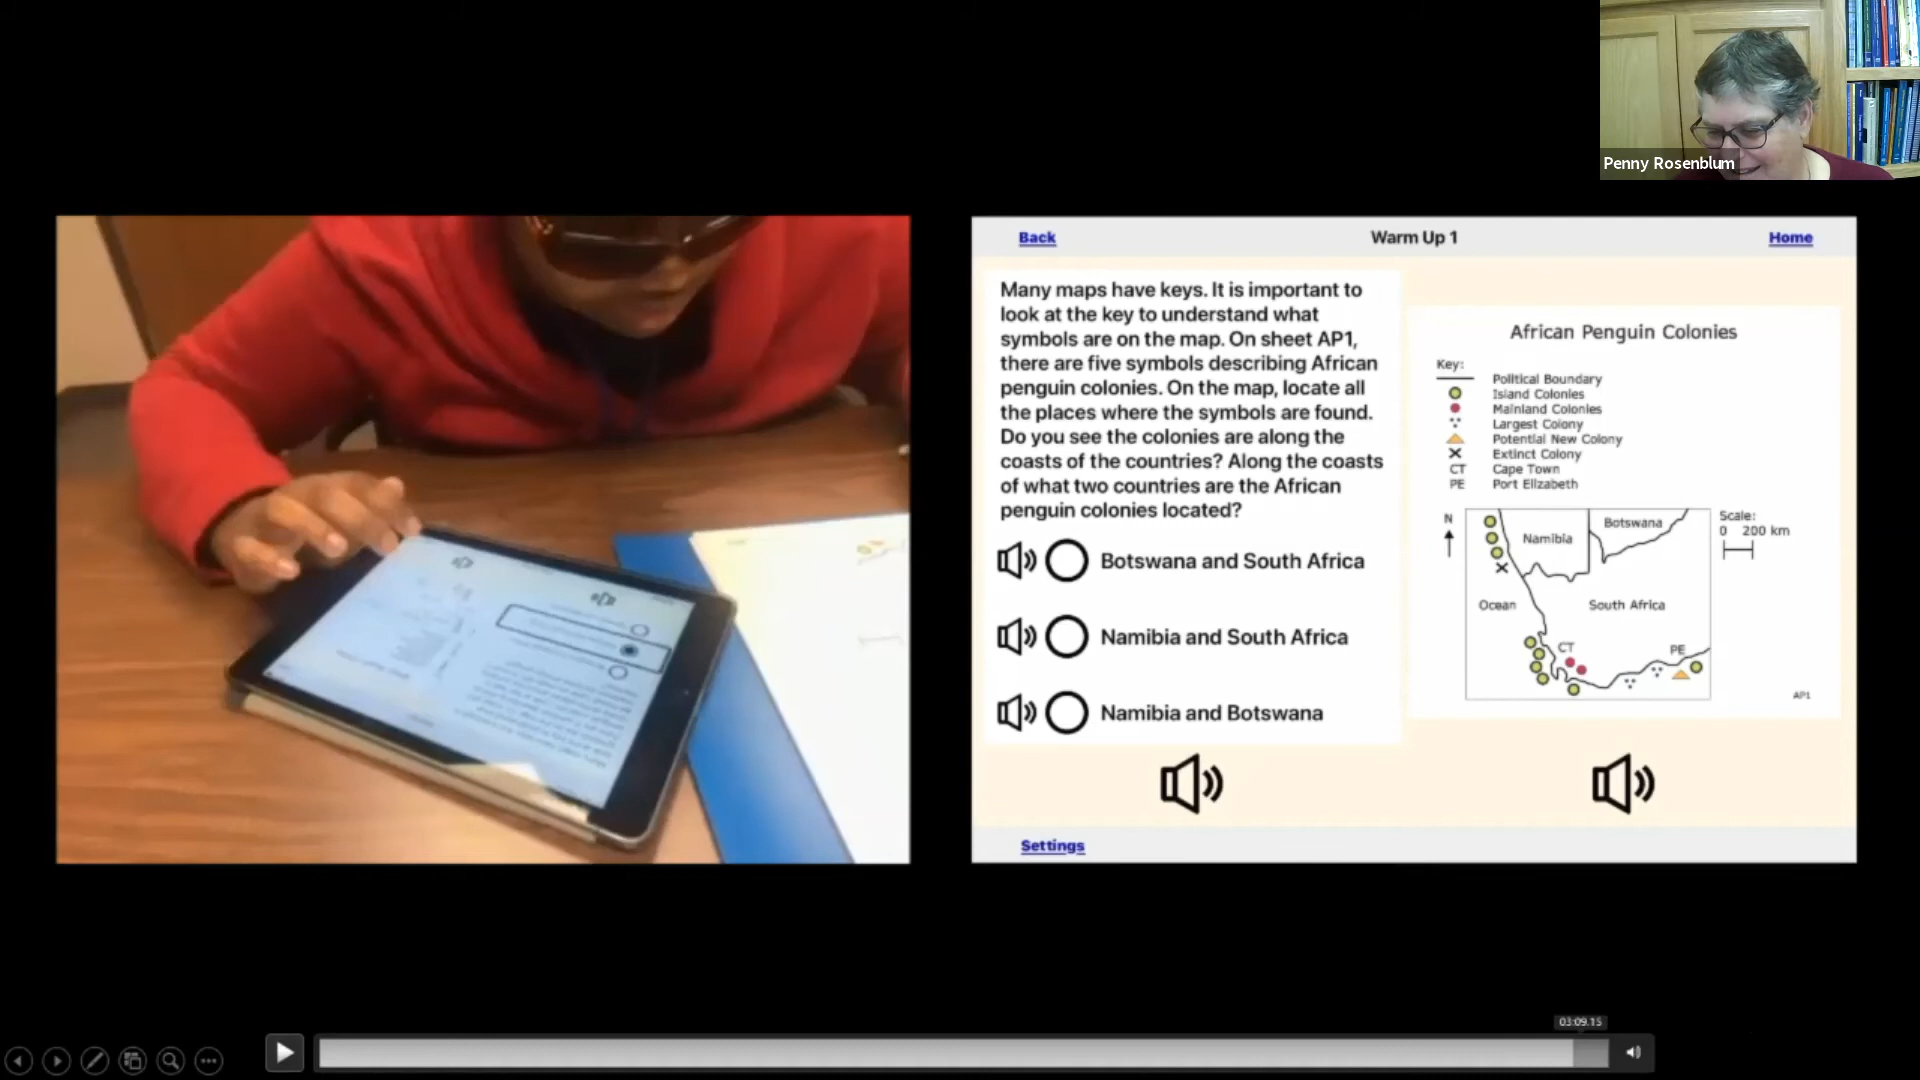 Penny Rosenblum
Back
Warm Up 1
Home
Many maps have keys. It is important to
look at the key to understand what
symbols are on the map. On sheet AP1,
there are five symbols describing African
penguin colonies. On the map, locate all
the places where the symbols are found.
Do you see the colonies are along the
coasts of the countries? Along the coasts
of what two countries are the African
penguin colonies located?
Botswana and South Africa
Namibia and South Africa
Namibia and Botswana
African Penguin Colonies
Key:
Political Boundary
Island Colonies
Mainland Colonies
Largest Colony
Potential New Colony
Extinct Colony
CT Cape Town
PE Port Elizabeth
N
Namibia
Botswana
Scale:
0 200 km
Ocean
South Africa
CT
PE
AP1
Settings
03:09.15